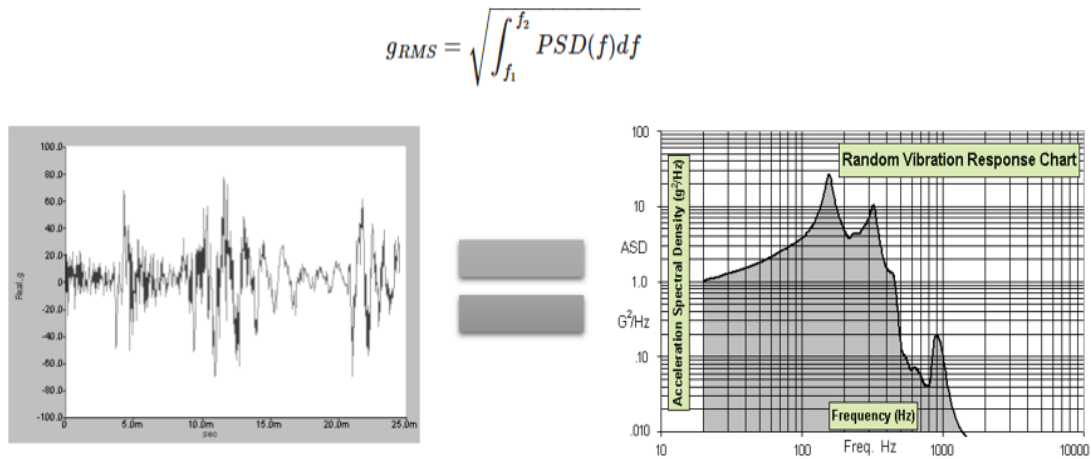 g_RMS = √∫_{f1}^{f2} PSD(f)df
100.0
80.0
60.0
40.0
20.0
0
-20.0
-40.0
-60.0
-80.0
-100.0
Real, g
0 5.0m 10.0m 15.0m 20.0m 25.0m
sec
100
10
1.0
.10
.010
ASD
G²/Hz
Acceleration Spectral Density (g²/Hz)
Random Vibration Response Chart
Frequency (Hz)
10 100 1000 10000
Freq. Hz